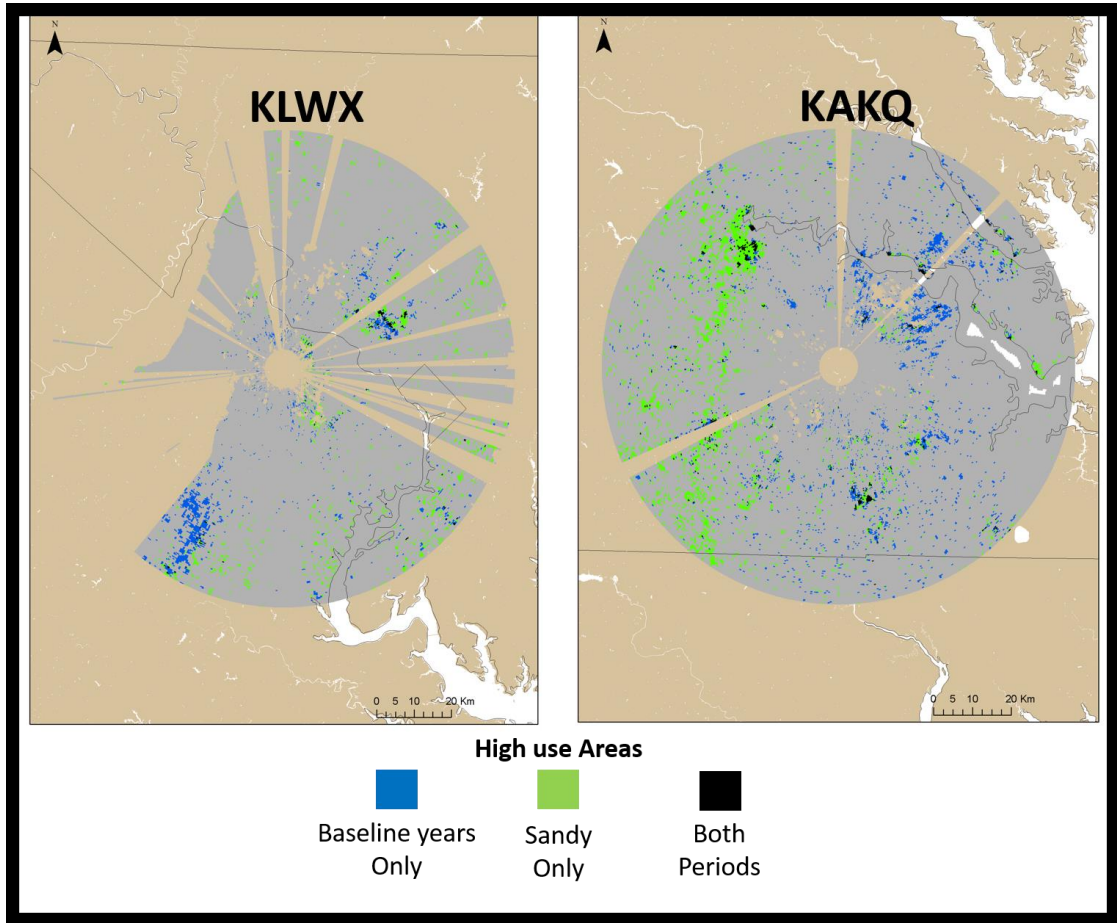 N
N
KLWX
KAKQ
0 5 10 20 Km
0 5 10 20 Km
High use Areas
Baseline years
Only
Sandy
Only
Both
Periods